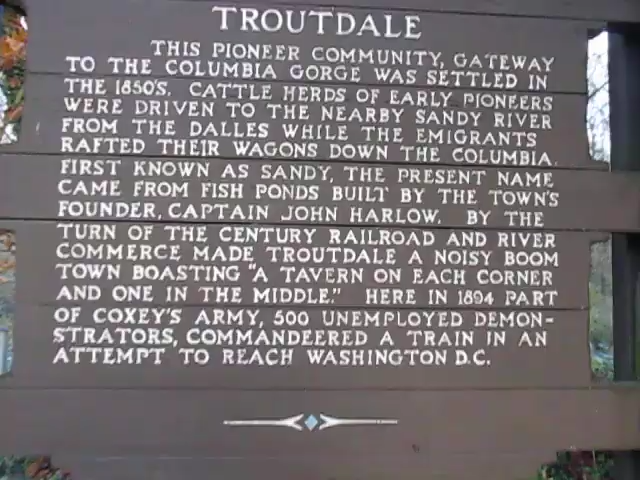 TROUTDALE
THIS PIONEER COMMUNITY, GATEWAY
TO THE COLUMBIA GORGE WAS SETTLED IN
THE 1850'S. CATTLE HERDS OF EARLY PIONEERS
WERE DRIVEN TO THE NEARBY SANDY RIVER
FROM THE DALLES WHILE THE EMIGRANTS
RAFTED THEIR WAGONS DOWN THE COLUMBIA.
FIRST KNOWN AS SANDY, THE PRESENT NAME
CAME FROM FISH PONDS BUILT BY THE TOWN'S
FOUNDER, CAPTAIN JOHN HARLOW. BY THE
TURN OF THE CENTURY RAILROAD AND RIVER
COMMERCE MADE TROUTDALE A NOISY BOOM
TOWN BOASTING "A TAVERN ON EACH CORNER
AND ONE IN THE MIDDLE." HERE IN 1894 PART
OF COXEY'S ARMY, 500 UNEMPLOYED DEMON-
STRATORS, COMMANDEERED A TRAIN IN AN
ATTEMPT TO REACH WASHINGTON D.C.